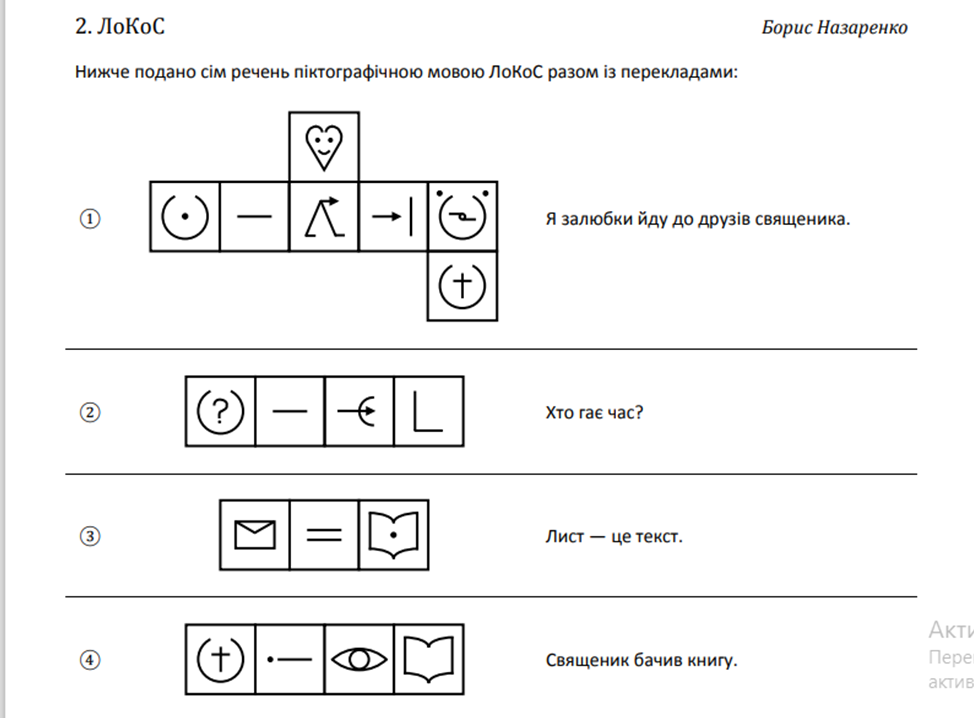 2. ЛоКоС
Борис Назаренко
Нижче подано сім речень піктографічною мовою ЛоКоС разом із перекладами:
① Я залюбки йду до друзів священика.
?
② Хто гає час?
③ Лист — це текст.
④ Священик бачив книгу.